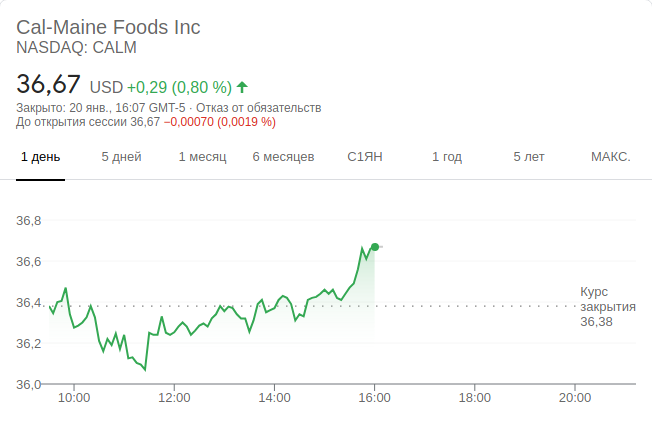 Cal-Maine Foods Inc
NASDAQ: CALM
36,67 USD +0,29 (0,80 %)
Закрыто: 20 янв., 16:07 GMT-5 · Отказ от обязательств
До открытия сессии 36,67 −0,00070 (0,0019 %)
1 день 5 дней 1 месяц 6 месяцев С1ЯН 1 год 5 лет МАКС.
36,8
36,6
36,4
36,2
36,0
Курс
закрытия
36,38
10:00 12:00 14:00 16:00 18:00 20:00